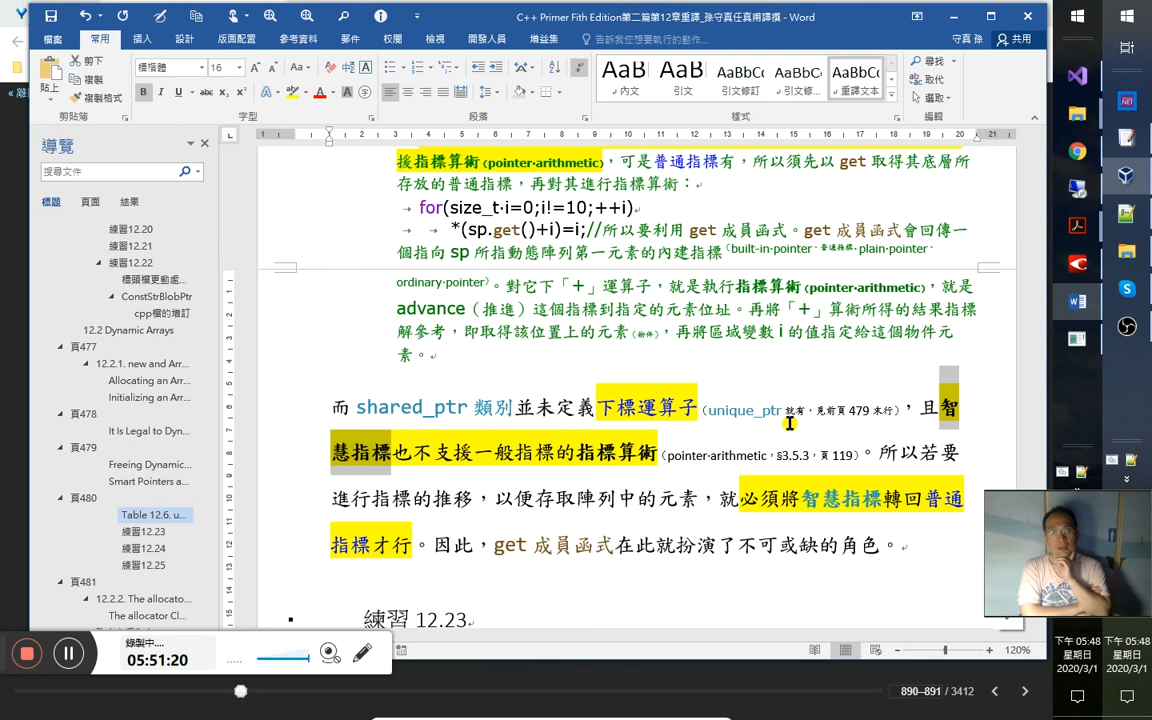 C++ Primer Fith Edition第二篇第12章重譯_孫守真任真甫譯撰 - Word
檔案 常用 插入 設計 版面配置 參考資料 郵件 校閱 檢視 開發人員 增益集 告訴我您想要執行的動作... 守真 孫 共用
剪下
複製
複製格式
貼上
標楷體 16
剪貼簿 字型 段落 樣式 編輯
AaB AaB AaBbCc AaBbCc AaBbCc
內文 引文 引文修訂 引文修... 重譯文本
尋找
取代
選取
導覽
搜尋文件
標題 頁面 結果
練習12.20
練習12.21
練習12.22
標頭檔更動處...
ConstStrBlobPtr
cpp檔的增訂
12.2 Dynamic Arrays
頁477
12.2.1. new and Arr...
Allocating an Arr...
Initializing an Arr...
頁478
It Is Legal to Dyn...
頁479
Freeing Dynamic...
Smart Pointers a...
頁480
Table 12.6. u...
練習12.23
練習12.24
練習12.25
頁481
12.2.2. The allocato...
The allocator Cl...
援指標算術(pointer·arithmetic),可是普通指標有,所以須先以 get 取得其底層所
存放的普通指標,再對其進行指標算術:
for(size_t·i=0;i!=10;++i)
*(sp.get()+i)=i;//所以要利用 get 成員函式。get 成員函式會回傳一
個指向 sp 所指動態陣列第一元素的內建指標(built-in·pointer·普通指標·plain·pointer·
ordinary·pointer)。對它下「+」運算子,就是執行指標算術(pointer·arithmetic),就是
advance(推進)這個指標到指定的元素位址。再將「+」算術所得的結果指標
解參考,即取得該位置上的元素(物件),再將區域變數 i 的值指定給這個物件元
素。
而 shared_ptr 類別並未定義下標運算子(unique_ptr 就有,見前頁 479 末行),且智
慧指標也不支援一般指標的指標算術(pointer·arithmetic,§3.5.3,頁 119)。所以若要
進行指標的推移,以便存取陣列中的元素,就必須將智慧指標轉回普通
指標才行。因此,get 成員函式在此就扮演了不可或缺的角色。
練習 12.23
錄製中....
05:51:20
120%
890–891 / 3412
下午 05:48
星期日
2020/3/1
下午 05:48
星期日
2020/3/1